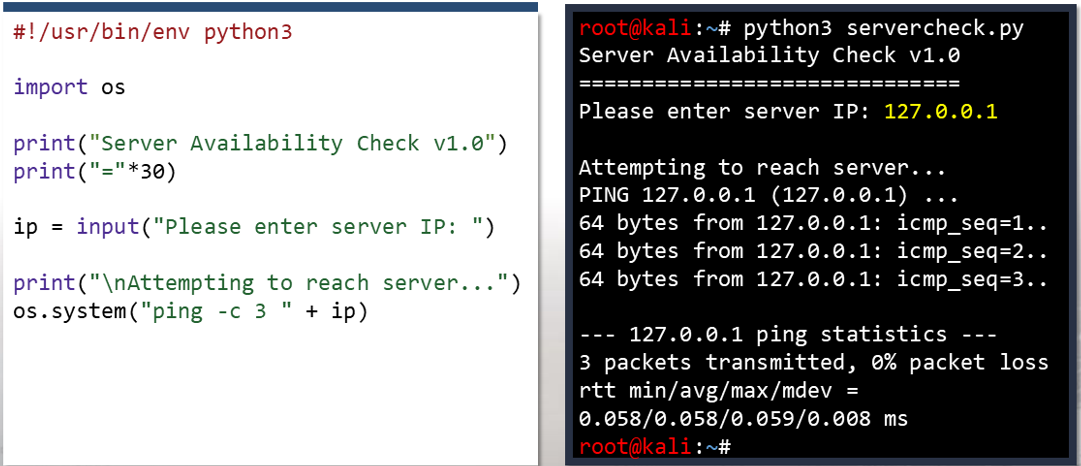 #!/usr/bin/env python3
import os
print("Server Availability Check v1.0")
print("="*30)
ip = input("Please enter server IP: ")
print("\nAttempting to reach server...")
os.system("ping -c 3 " + ip)
root@kali:~# python3 servercheck.py
Server Availability Check v1.0
==============================
Please enter server IP: 127.0.0.1
Attempting to reach server...
PING 127.0.0.1 (127.0.0.1) ...
64 bytes from 127.0.0.1: icmp_seq=1..
64 bytes from 127.0.0.1: icmp_seq=2..
64 bytes from 127.0.0.1: icmp_seq=3..
--- 127.0.0.1 ping statistics ---
3 packets transmitted, 0% packet loss
rtt min/avg/max/mdev =
0.058/0.058/0.059/0.008 ms
root@kali:~#